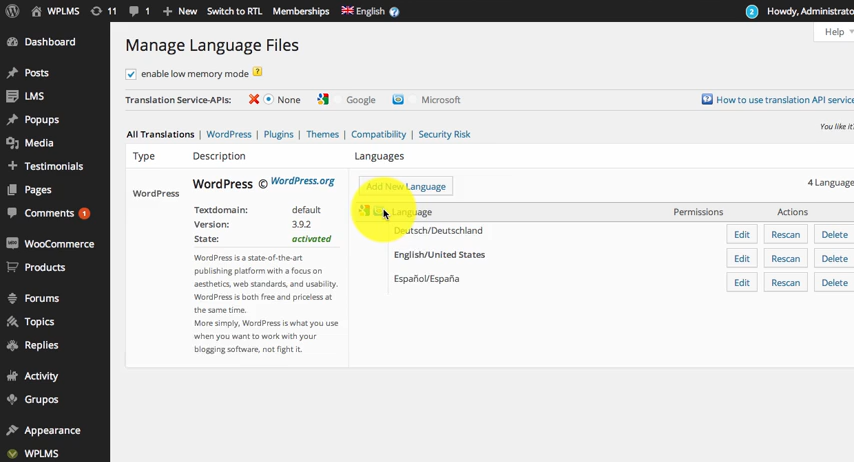 WPLMS 11 1 New Switch to RTL Memberships English 2 Howdy, Administrato
Help
Dashboard
Posts
LMS
Popups
Media
Testimonials
Pages
Comments 1
WooCommerce
Products
Forums
Topics
Replies
Activity
Grupos
Appearance
WPLMS
Manage Language Files
enable low memory mode ?
Translation Service-APIs: None Google Microsoft
? How to use translation API service
You like it
All Translations | WordPress | Plugins | Themes | Compatibility | Security Risk
Type Description Languages
WordPress
WordPress © WordPress.org
Textdomain: default
Version: 3.9.2
State: activated
WordPress is a state-of-the-art
publishing platform with a focus on
aesthetics, web standards, and usability.
WordPress is both free and priceless at
the same time.
More simply, WordPress is what you use
when you want to work with your
blogging software, not fight it.
Add New Language
4 Language
Language Permissions Actions
Deutsch/Deutschland Edit Rescan Delete
English/United States Edit Rescan Delete
Español/España Edit Rescan Delete